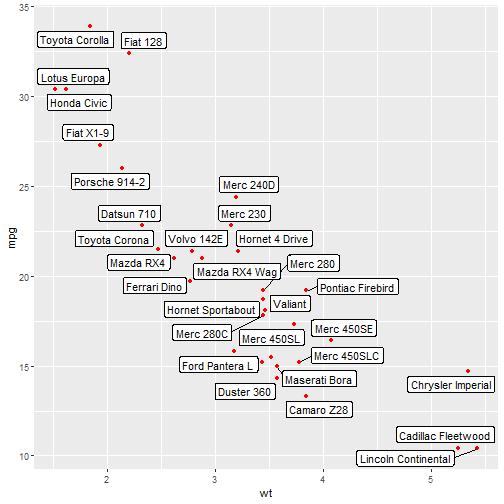 35
Toyota Corolla
Fiat 128
Lotus Europa
30
Honda Civic
Fiat X1-9
Porsche 914-2
25
Merc 240D
Datsun 710
Merc 230
Toyota Corona
Volvo 142E
Hornet 4 Drive
mpg
Mazda RX4
Merc 280
Mazda RX4 Wag
20
Ferrari Dino
Pontiac Firebird
Hornet Sportabout
Valiant
Merc 280C
Merc 450SE
Merc 450SL
Merc 450SLC
15
Ford Pantera L
Maserati Bora
Chrysler Imperial
Duster 360
Camaro Z28
Cadillac Fleetwood
Lincoln Continental
10
2
3
4
5
wt